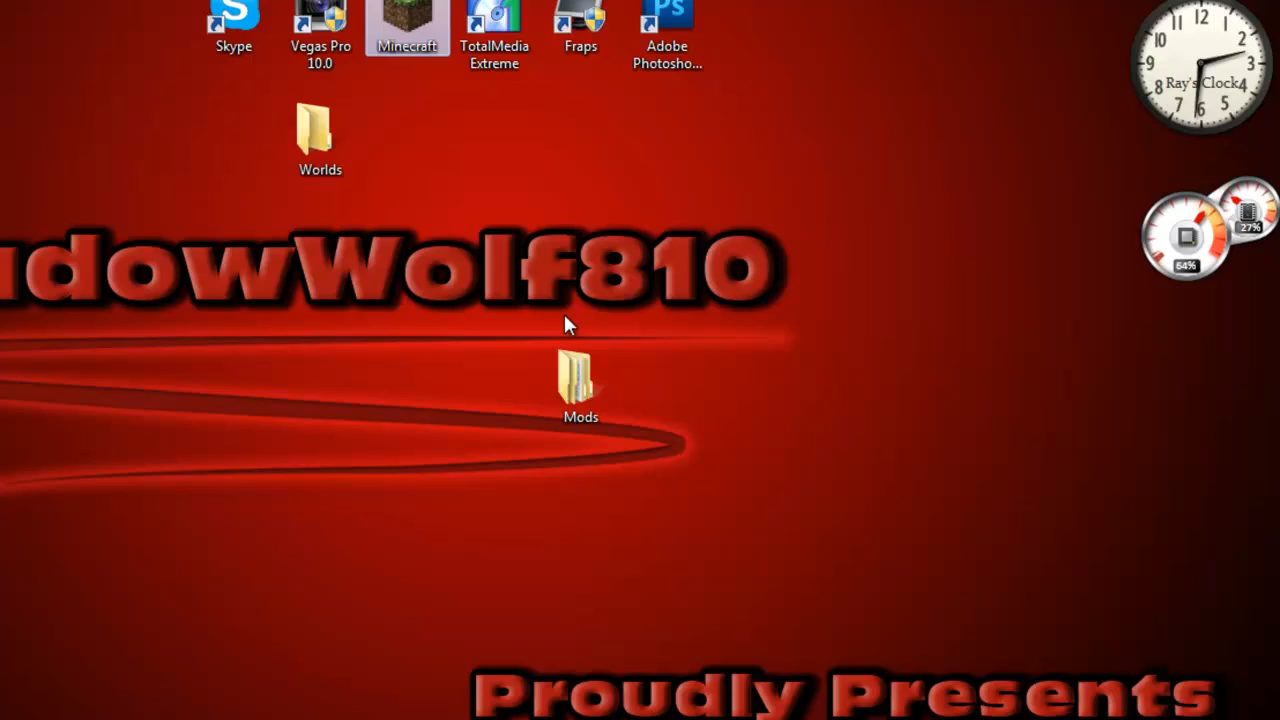 Skype
Vegas Pro
10.0
Minecraft
TotalMedia
Extreme
Fraps
Adobe
Photosho...
Ps
S
12
11
1
10
2
9
3
Ray's Clock
8
4
7
5
6
Worlds
27%
64%
dowWolf810
Mods
Proudly Presents